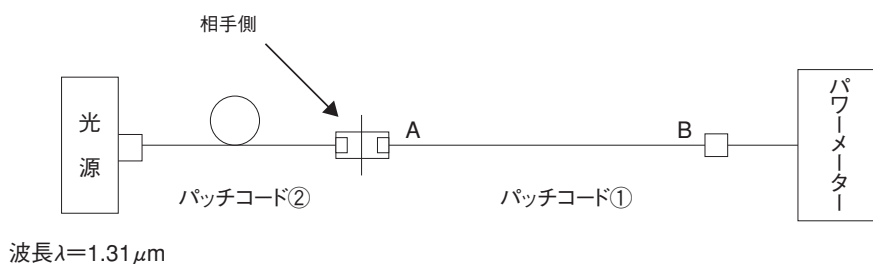 相手側
光源
A
B
パワーメーター
パッチコード②
パッチコード①
波長λ＝1.31μm